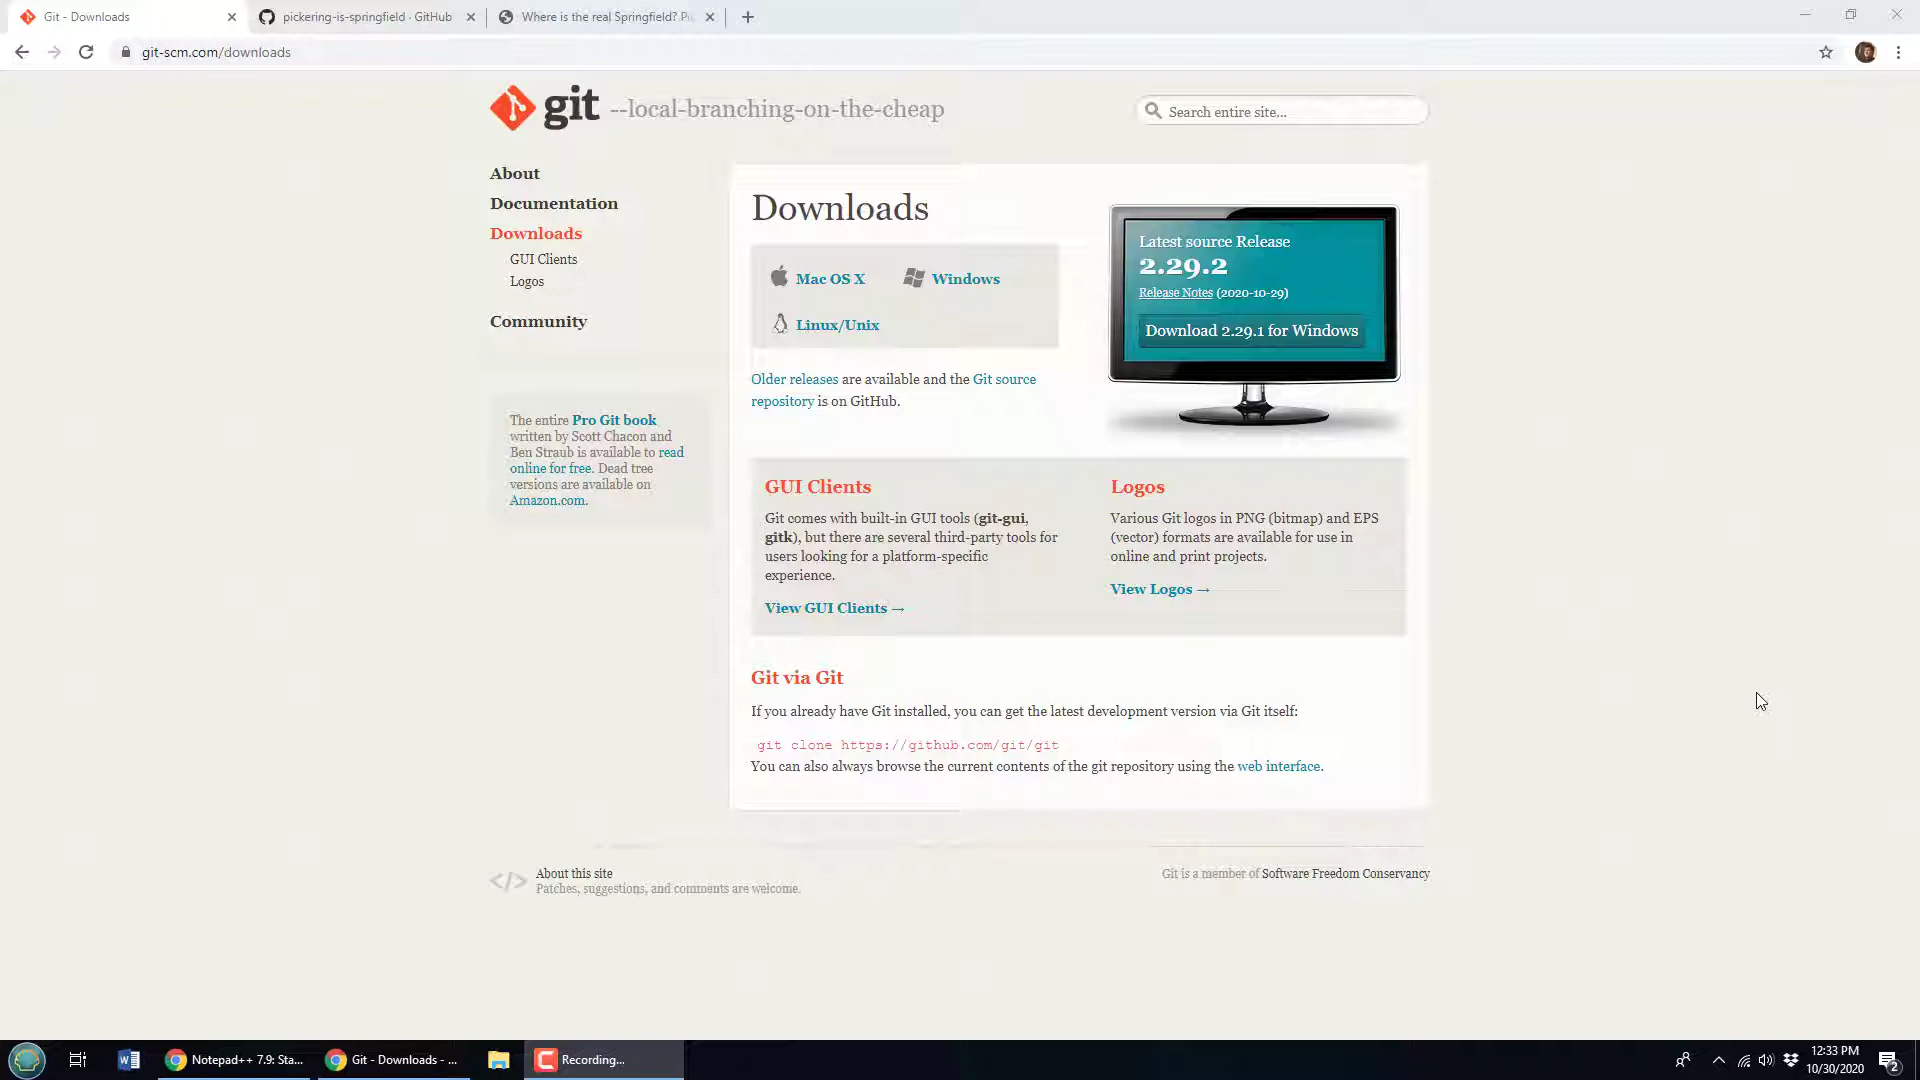 Git - Downloads
pickering-is-springfield · GitHub
Where is the real Springfield? Pi
git-scm.com/downloads
git --local-branching-on-the-cheap
Search entire site...
About
Documentation
Downloads
GUI Clients
Logos
Community
The entire Pro Git book
written by Scott Chacon and
Ben Straub is available to read
online for free. Dead tree
versions are available on
Amazon.com.
Downloads
Mac OS X
Windows
Linux/Unix
Older releases are available and the Git source
repository is on GitHub.
Latest source Release
2.29.2
Release Notes (2020-10-29)
Download 2.29.1 for Windows
GUI Clients
Git comes with built-in GUI tools (git-gui,
gitk), but there are several third-party tools for
users looking for a platform-specific
experience.
View GUI Clients →
Logos
Various Git logos in PNG (bitmap) and EPS
(vector) formats are available for use in
online and print projects.
View Logos →
Git via Git
If you already have Git installed, you can get the latest development version via Git itself:
git clone https://github.com/git/git
You can also always browse the current contents of the git repository using the web interface.
</> About this site
Patches, suggestions, and comments are welcome.
Git is a member of Software Freedom Conservancy
Notepad++ 7.9: Sta...
Git - Downloads - ...
Recording...
12:33 PM
10/30/2020
2